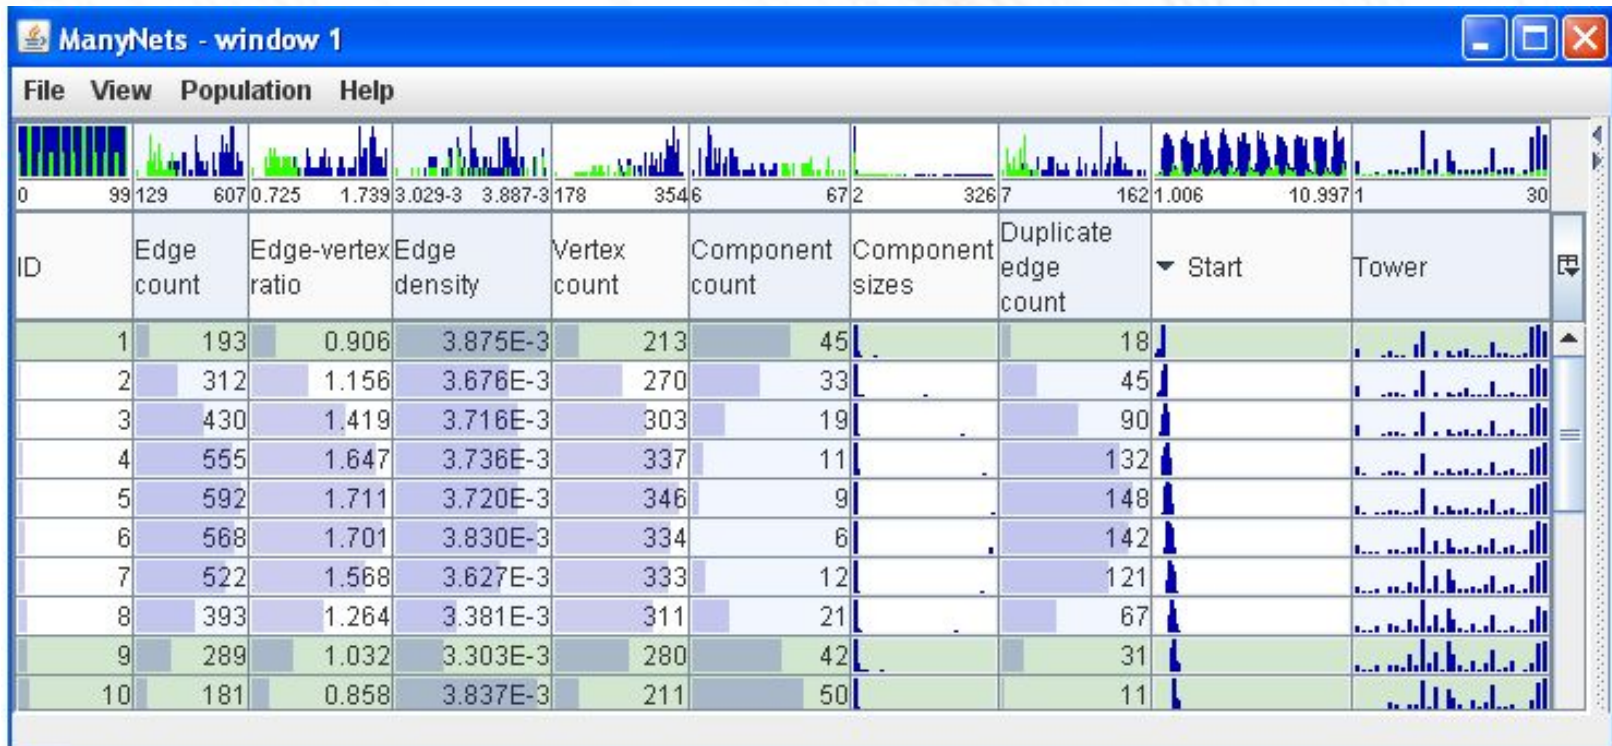 ManyNets - window 1
File View Population Help
0 99 129 607 0.725 1.739 3.029-3 3.887-3 178 354 6 67 2 326 7 162 1.006 10.997 1 30
ID Edge count Edge-vertex ratio Edge density Vertex count Component count Component sizes Duplicate edge count Start Tower
1 193 0.906 3.875E-3 213 45 18
2 312 1.156 3.676E-3 270 33 45
3 430 1.419 3.716E-3 303 19 90
4 555 1.647 3.736E-3 337 11 132
5 592 1.711 3.720E-3 346 9 148
6 568 1.701 3.830E-3 334 6 142
7 522 1.568 3.627E-3 333 12 121
8 393 1.264 3.381E-3 311 21 67
9 289 1.032 3.303E-3 280 42 31
10 181 0.858 3.837E-3 211 50 11